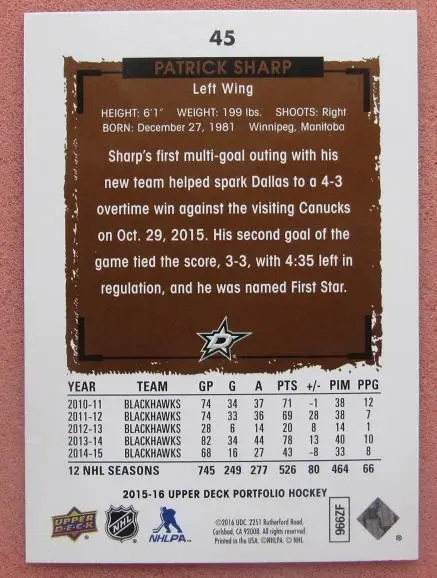 45
PATRICK SHARP
Left Wing
HEIGHT: 6'1" WEIGHT: 199 lbs. SHOOTS: Right
BORN: December 27, 1981 Winnipeg, Manitoba
Sharp's first multi-goal outing with his
new team helped spark Dallas to a 4-3
overtime win against the visiting Canucks
on Oct. 29, 2015. His second goal of the
game tied the score, 3-3, with 4:35 left in
regulation, and he was named First Star.
D
YEAR TEAM GP G A PTS +/- PIM PPG
2010-11 BLACKHAWKS 74 34 37 71 -1 38 12
2011-12 BLACKHAWKS 74 33 36 69 28 38 7
2012-13 BLACKHAWKS 28 6 14 20 8 14 1
2013-14 BLACKHAWKS 82 34 44 78 13 40 10
2014-15 BLACKHAWKS 68 16 27 43 -8 33 8
12 NHL SEASONS 745 249 277 526 80 464 66
2015-16 UPPER DECK PORTFOLIO HOCKEY
UPPER DECK
NHL
NHLPA
©2016 UDC. 2251 Rutherford Road,
Carlsbad, CA 92008. All rights reserved.
Printed in the USA. ©NHLPA. © NHL
966ZF
®